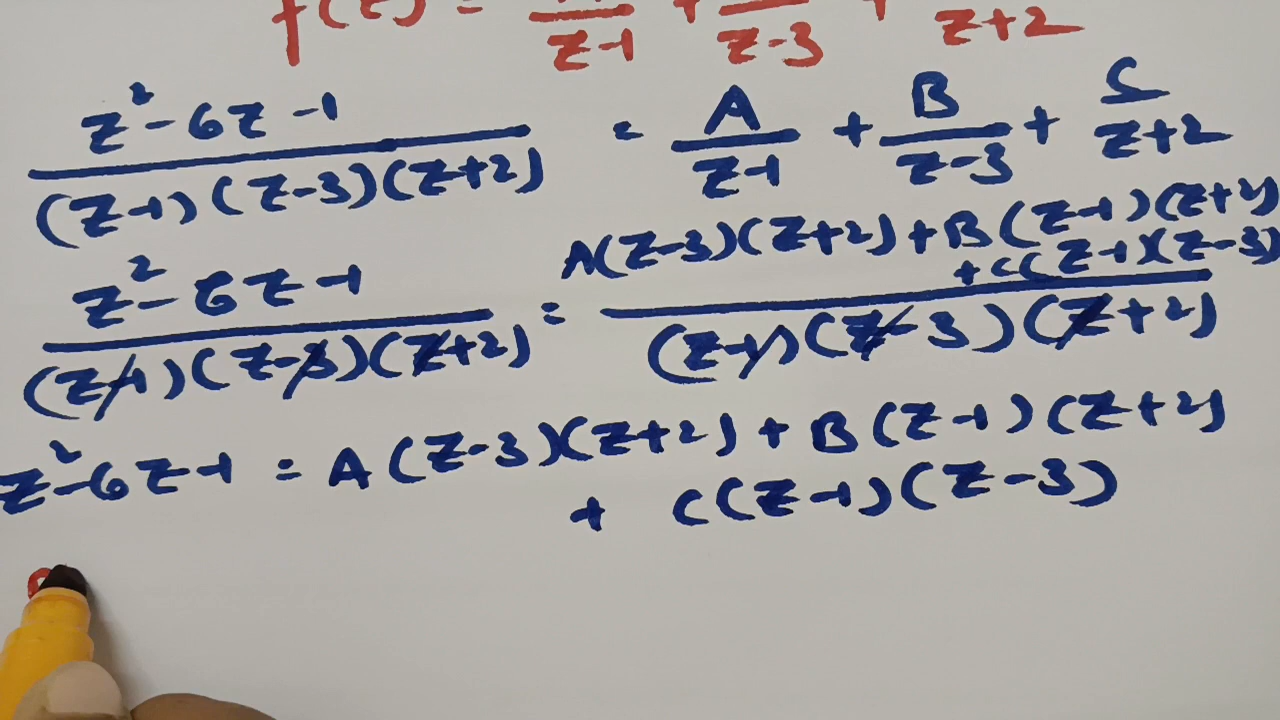 f(z) = + +
z-1 z-3 z+2
z²-6z-1 = A + B + C
(z-1)(z-3)(z+2) z-1 z-3 z+2
z²-6z-1 = A(z-3)(z+2)+B(z-1)(z+2)
+C(z-1)(z-3)
(z-1)(z-3)(z+2) (z-1)(z-3)(z+2)
z²-6z-1 = A(z-3)(z+2)+B(z-1)(z+2)
+ C(z-1)(z-3)